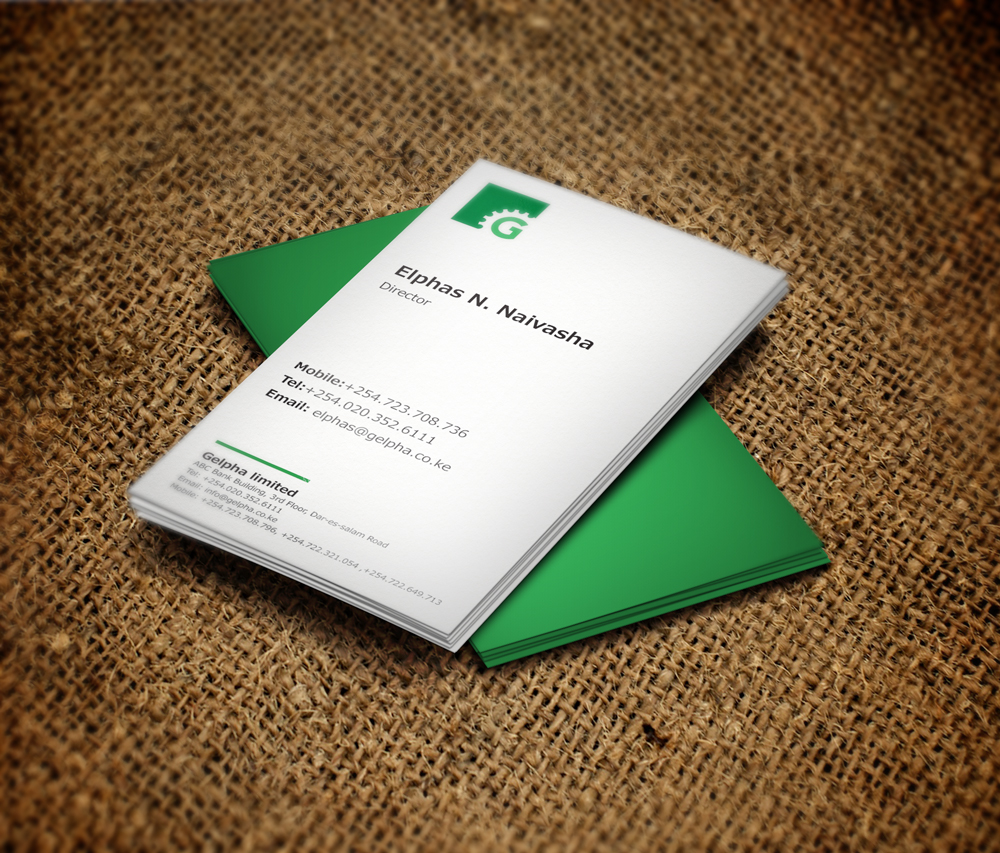 G
Elphas N. Naivasha
Director
Mobile:+254.723.708.736
Tel:+254.020.352.6111
Email: elphas@gelpha.co.ke
Gelpha limited
ABC Bank Building, 3rd Floor, Dar-es-salam Road
Tel: +254.020.352.6111
Email: info@gelpha.co.ke
Mobile: +254.723.708.796, +254.722.321.054 ,+254.722.649.713